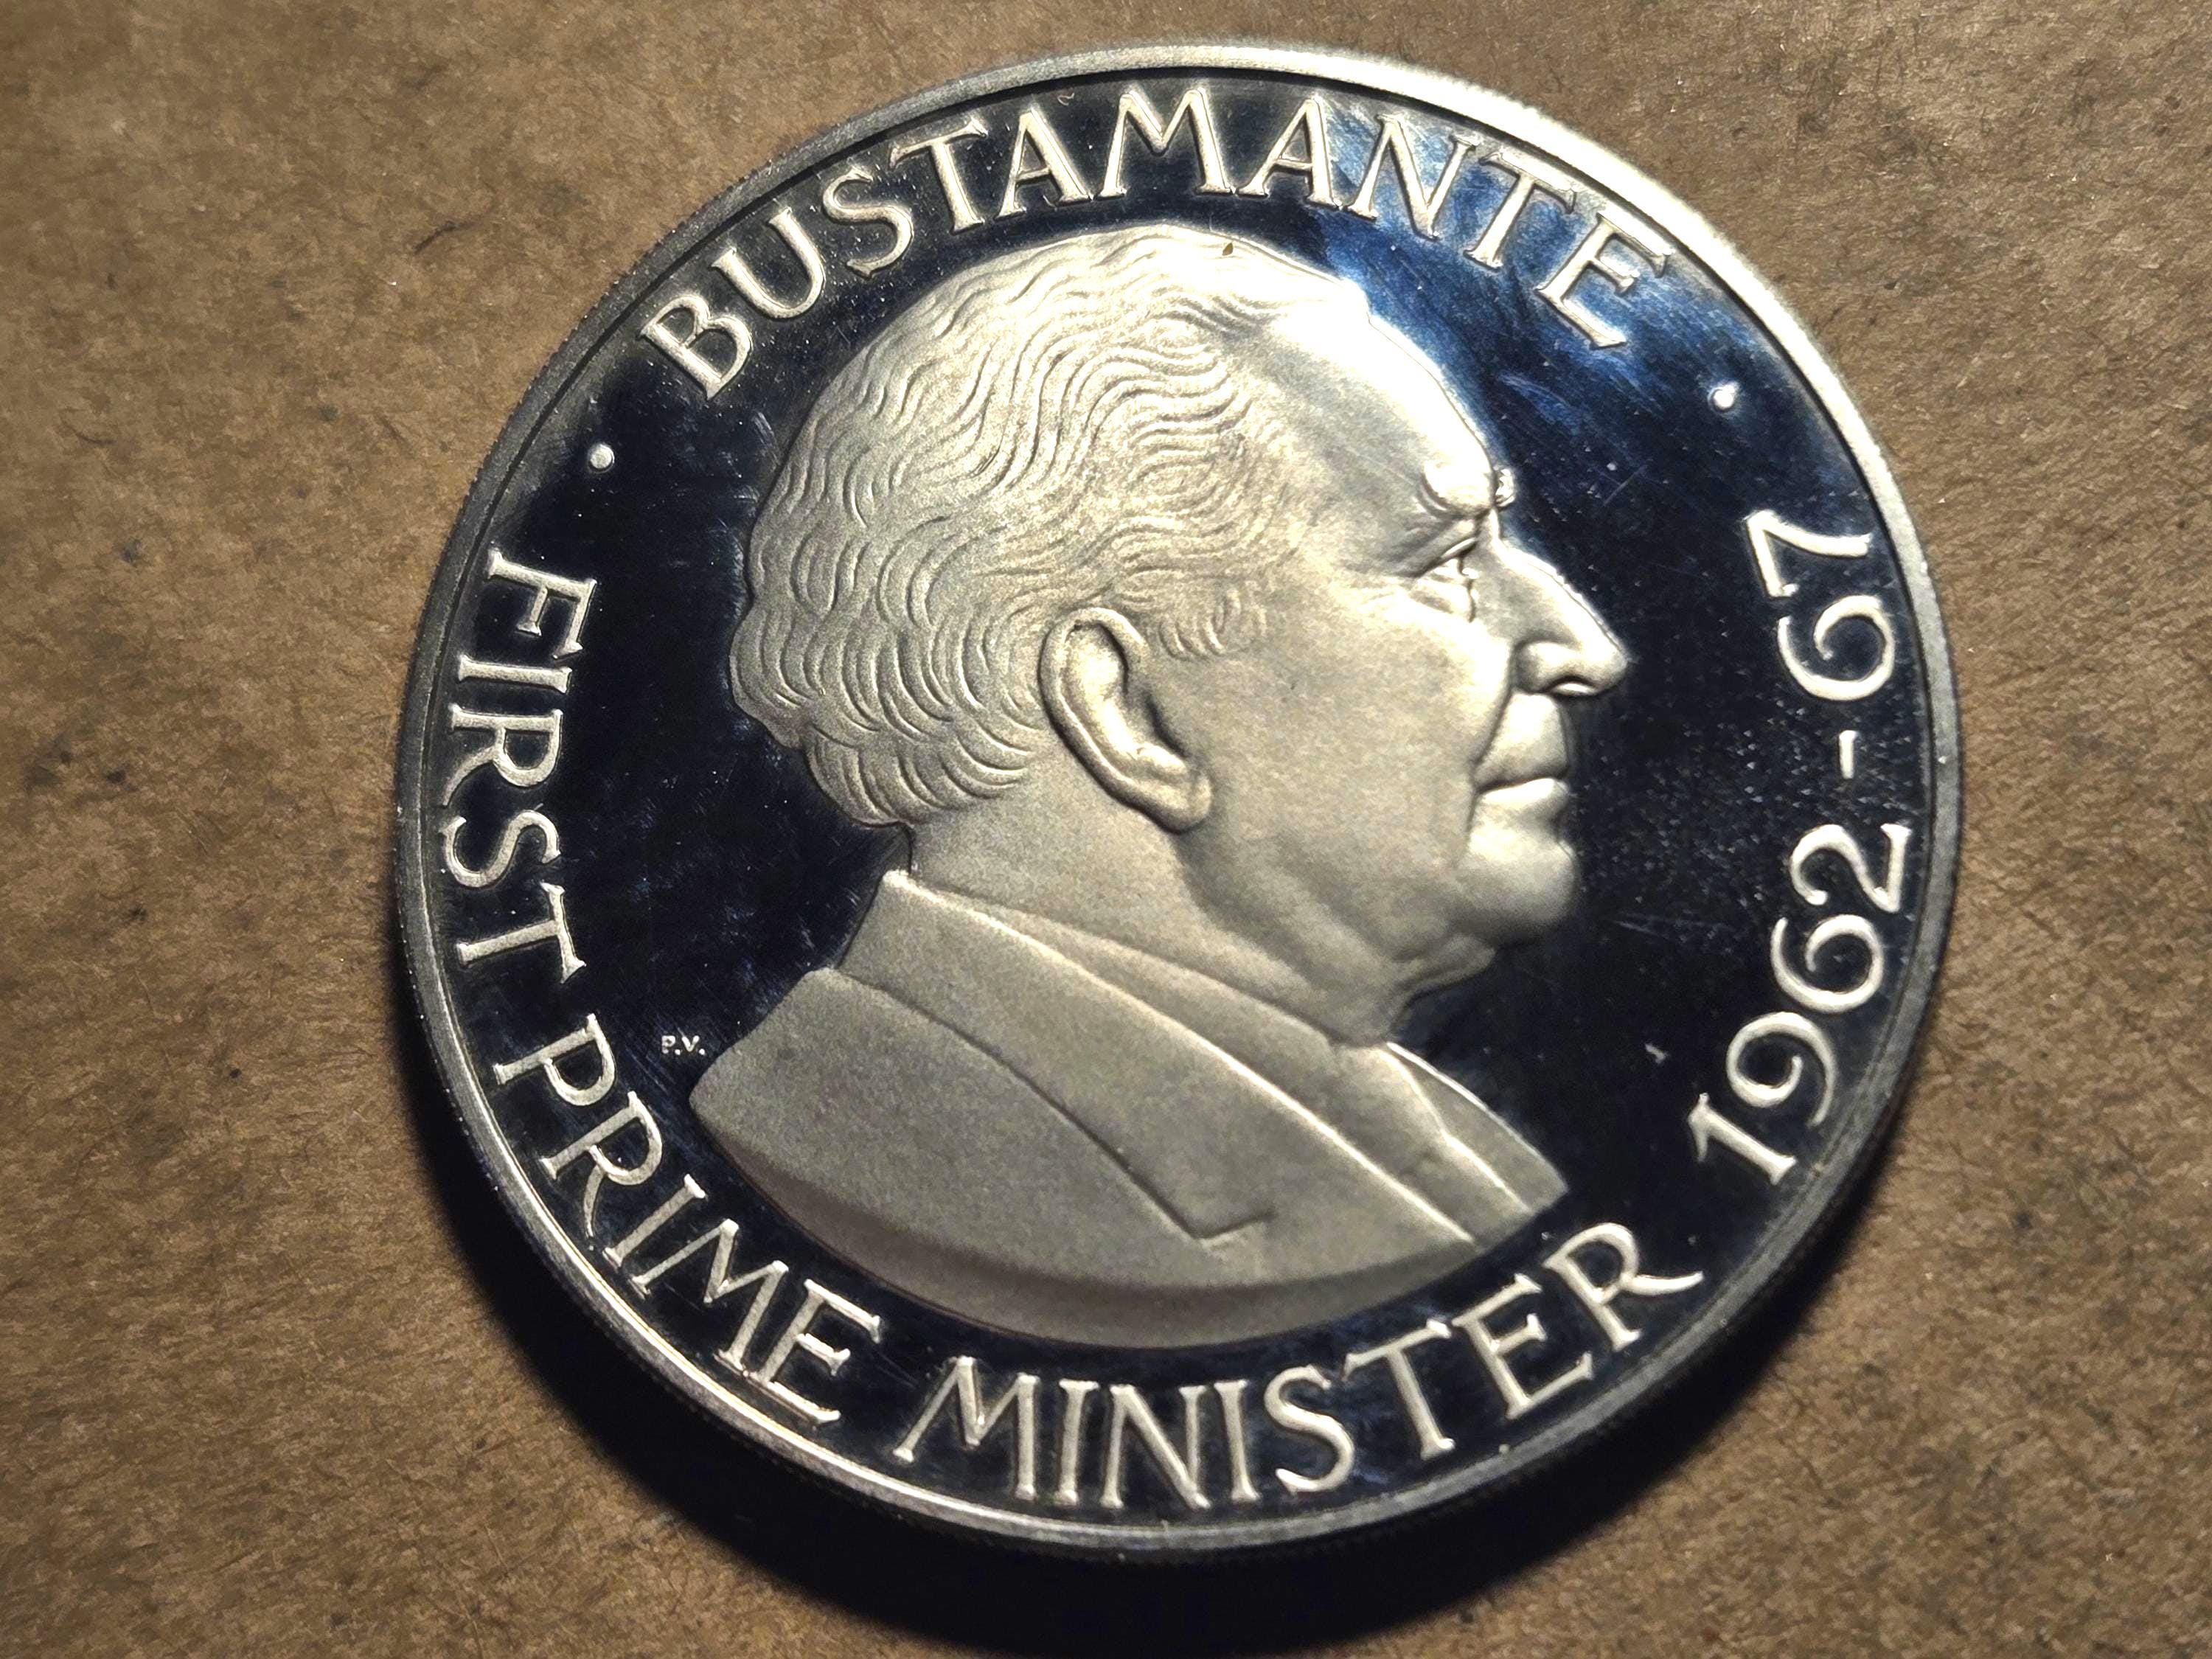 · BUSTAMANTE ·
FIRST PRIME MINISTER 1962-67
P.V.